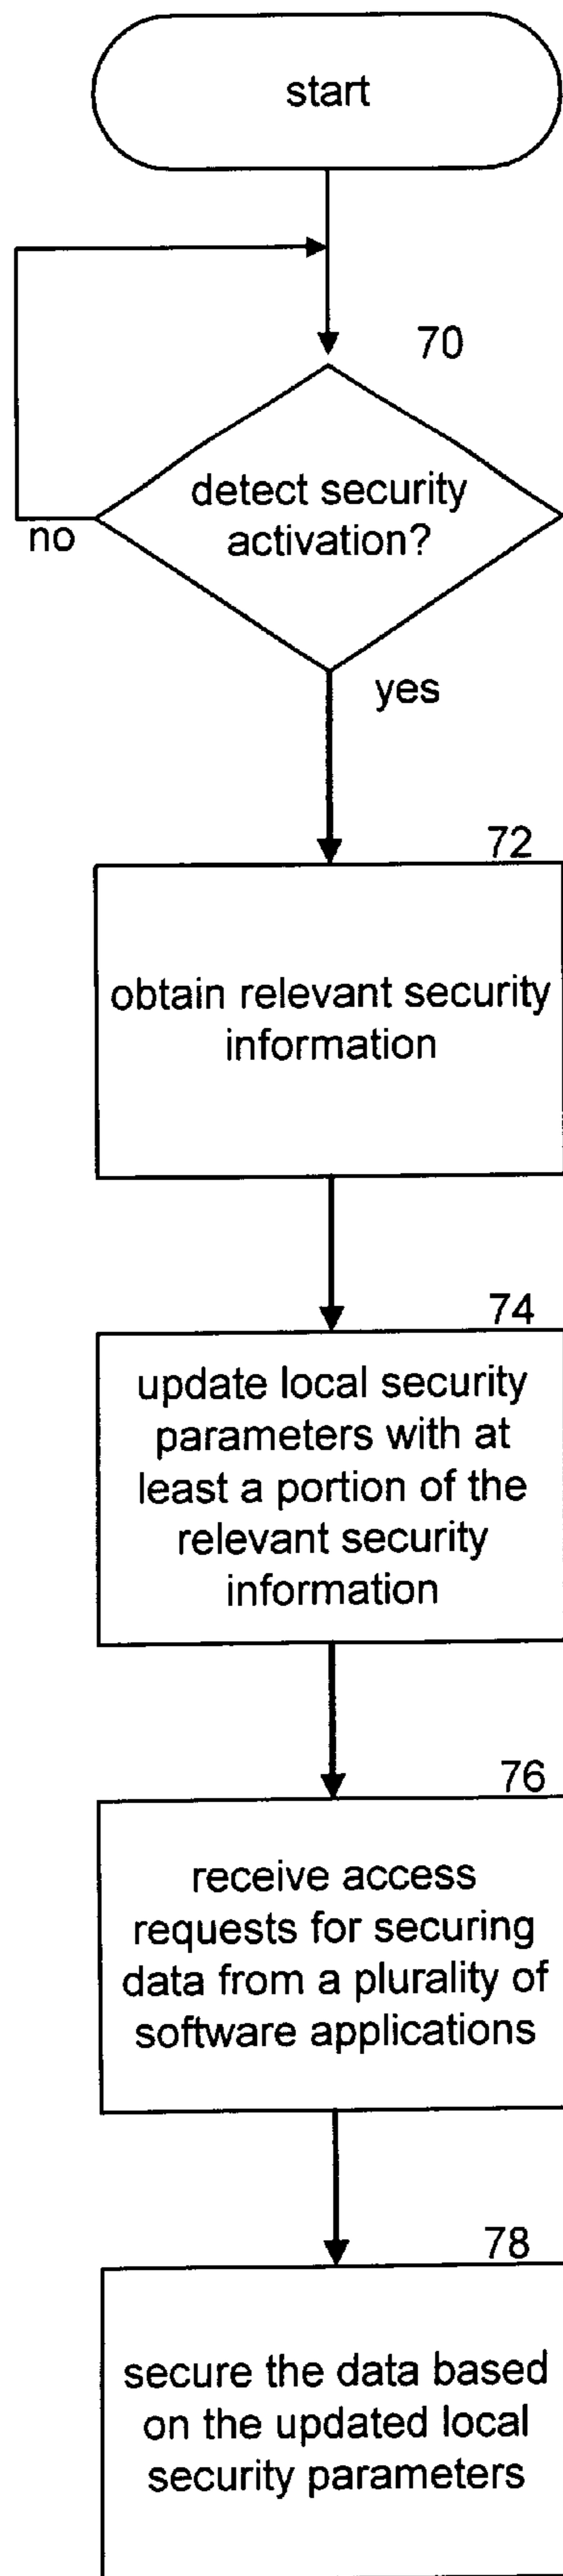 start
70
detect security
activation?
no
yes
72
obtain relevant security
information
74
update local security
parameters with at
least a portion of the
relevant security
information
76
receive access
requests for securing
data from a plurality of
software applications
78
secure the data based
on the updated local
security parameters